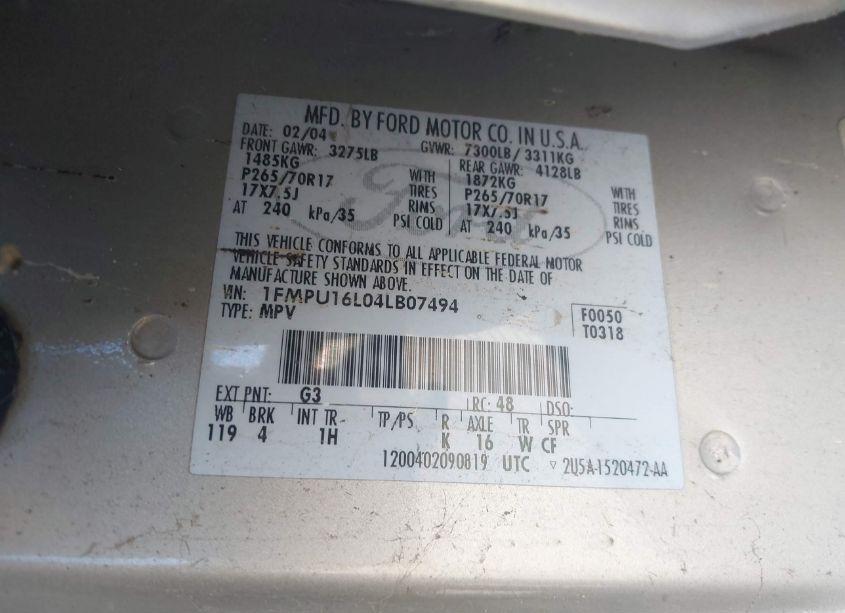 MFD. BY FORD MOTOR CO. IN U.S.A.
DATE: 02/04 GVWR: 7300LB/ 3311KG
FRONT GAWR: 3275LB REAR GAWR: 4128LB
1485KG WITH 1872KG WITH
P265/70R17 TIRES P265/70R17 TIRES
17X7.5J RIMS 17X7.5J RIMS
AT 240 kPa/35 PSI COLD AT 240 kPa/35 PSI COLD
Ford
THIS VEHICLE CONFORMS TO ALL APPLICABLE FEDERAL MOTOR
VEHICLE SAFETY STANDARDS IN EFFECT ON THE DATE OF
MANUFACTURE SHOWN ABOVE.
VIN: 1FMPU16L04LB07494
TYPE: MPV
F0050
T0318
EXT PNT: G3 RC: 48 DSO:
WB BRK INT TR TP/PS R AXLE TR SPR
119 4 1H K 16 W CF
1200402090819 UTC ▿ 2U5A-1520472-AA